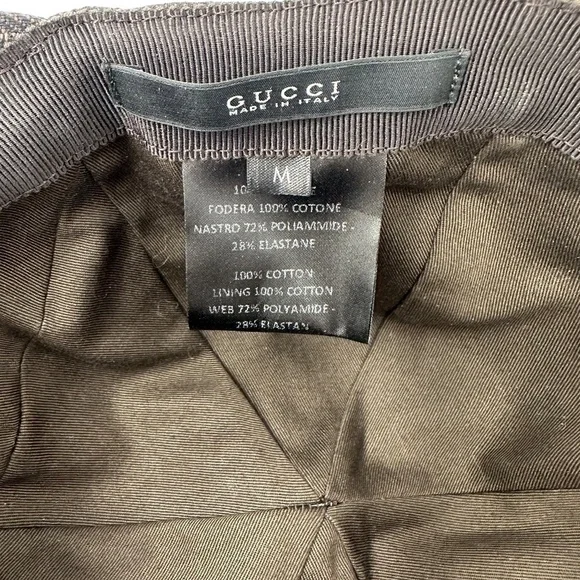 GUCCI
MADE IN ITALY
M
FODERA 100% COTONE
NASTRO 72% POLIAMMIDE -
28% ELASTANE
100% COTTON
LINING 100% COTTON
WEB 72% POLYAMIDE -
28% ELASTAN